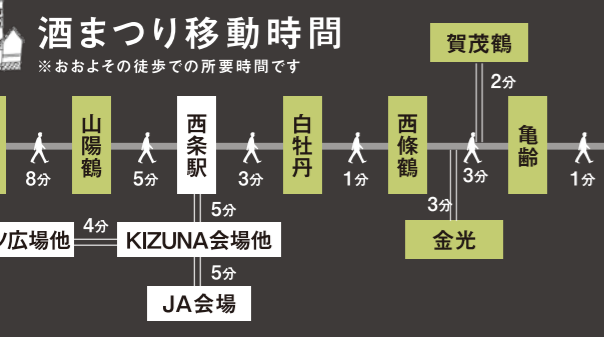 酒まつり移動時間
※おおよその徒歩での所要時間です
賀茂鶴
2分
8分
山陽鶴
5分
西条駅
3分
白牡丹
1分
西條鶴
3分
亀齢
1分
3分
金光
5分
4分
広場他
KIZUNA会場他
5分
JA会場